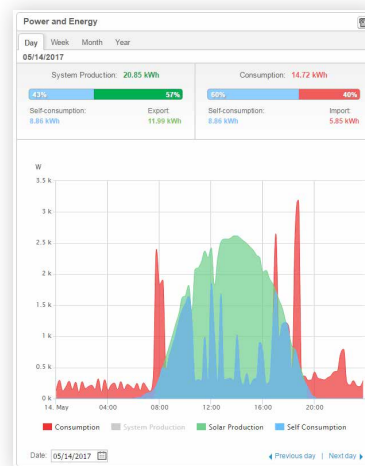 Power and Energy
Day Week Month Year
05/14/2017
System Production: 20.85 kWh Consumption: 14.72 kWh
43% 57% 60% 40%
Self-consumption: Export Self-consumption: Import
8.86 kWh 11.99 kWh 8.86 kWh 5.85 kWh
W
3.5 k
3 k
2.5 k
2 k
1.5 k
1 k
0.5 k
0 k
14. May 04:00 08:00 12:00 16:00 20:00
Consumption System Production Solar Production Self Consumption
Date: 05/14/2017 Previous day | Next day